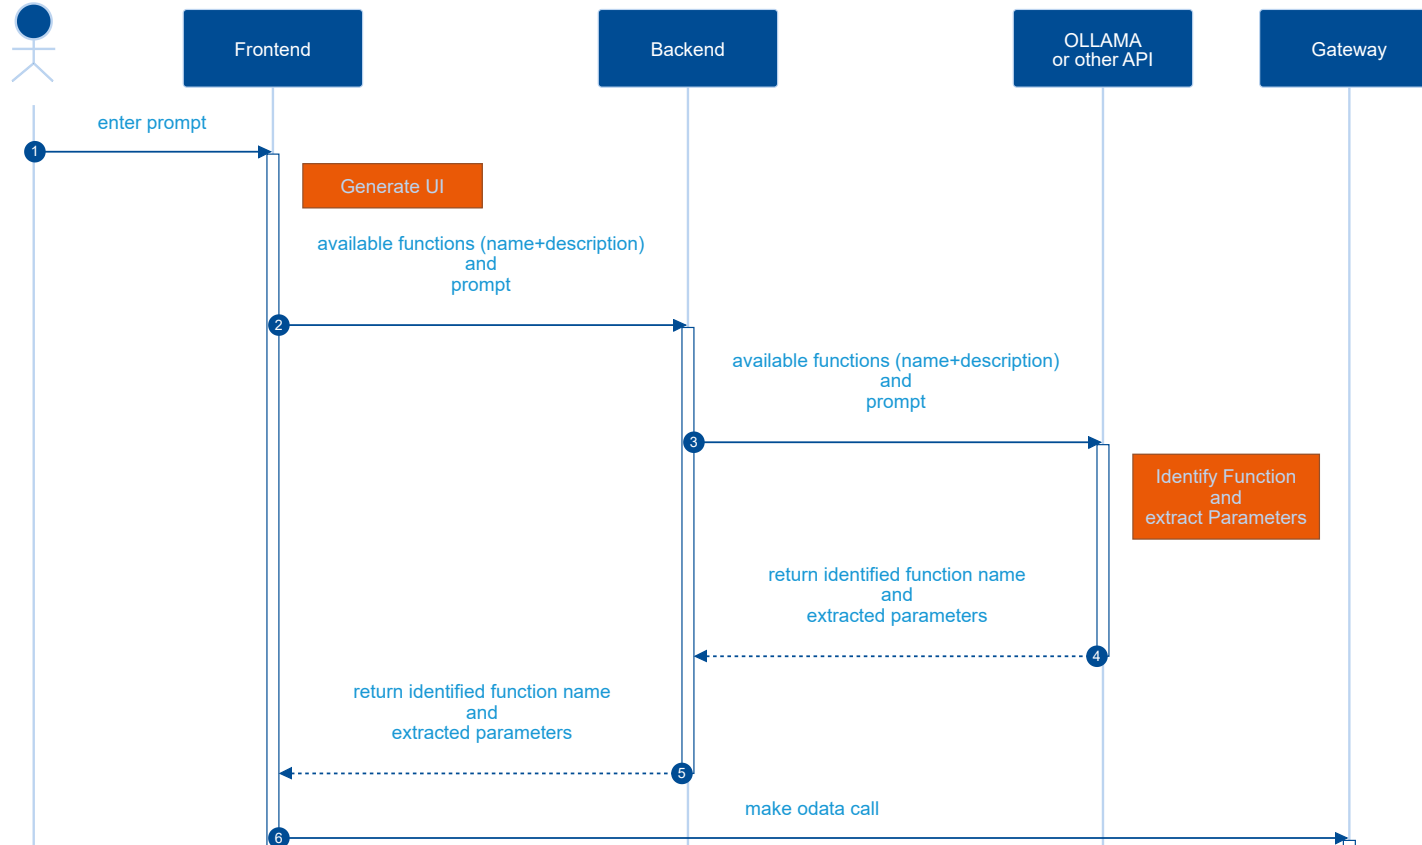 Frontend
Backend
OLLAMA
or other API
Gateway
enter prompt
1
Generate UI
available functions (name+description)
and
prompt
2
available functions (name+description)
and
prompt
3
Identify Function
and
extract Parameters
return identified function name
and
extracted parameters
4
return identified function name
and
extracted parameters
5
make odata call
6